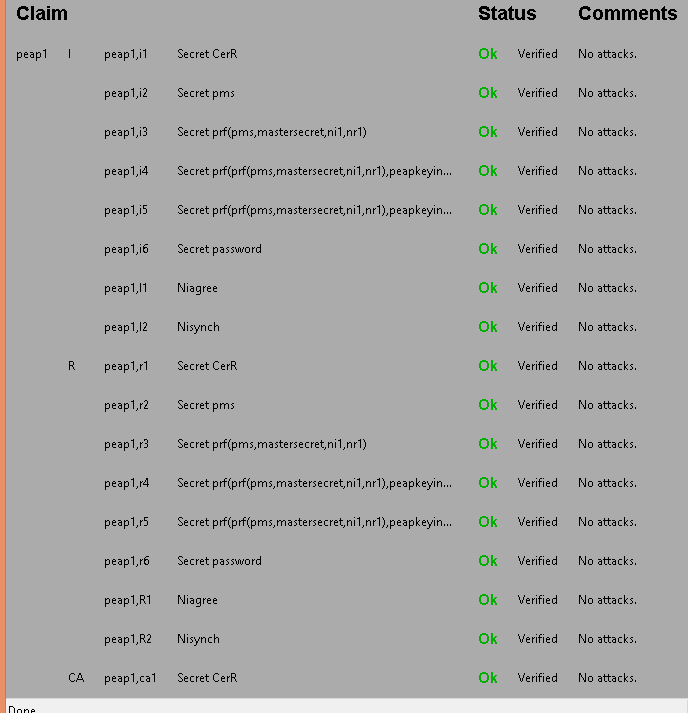 Claim Status Comments
peap1 I peap1,i1 Secret CerR Ok Verified No attacks.
peap1,i2 Secret pms Ok Verified No attacks.
peap1,i3 Secret prf(pms,mastersecret,ni1,nr1) Ok Verified No attacks.
peap1,i4 Secret prf(prf(pms,mastersecret,ni1,nr1),peapkeyin... Ok Verified No attacks.
peap1,i5 Secret prf(prf(pms,mastersecret,ni1,nr1),peapkeyin... Ok Verified No attacks.
peap1,i6 Secret password Ok Verified No attacks.
peap1,I1 Niagree Ok Verified No attacks.
peap1,I2 Nisynch Ok Verified No attacks.
R peap1,r1 Secret CerR Ok Verified No attacks.
peap1,r2 Secret pms Ok Verified No attacks.
peap1,r3 Secret prf(pms,mastersecret,ni1,nr1) Ok Verified No attacks.
peap1,r4 Secret prf(prf(pms,mastersecret,ni1,nr1),peapkeyin... Ok Verified No attacks.
peap1,r5 Secret prf(prf(pms,mastersecret,ni1,nr1),peapkeyin... Ok Verified No attacks.
peap1,r6 Secret password Ok Verified No attacks.
peap1,R1 Niagree Ok Verified No attacks.
peap1,R2 Nisynch Ok Verified No attacks.
CA peap1,ca1 Secret CerR Ok Verified No attacks.
Done.